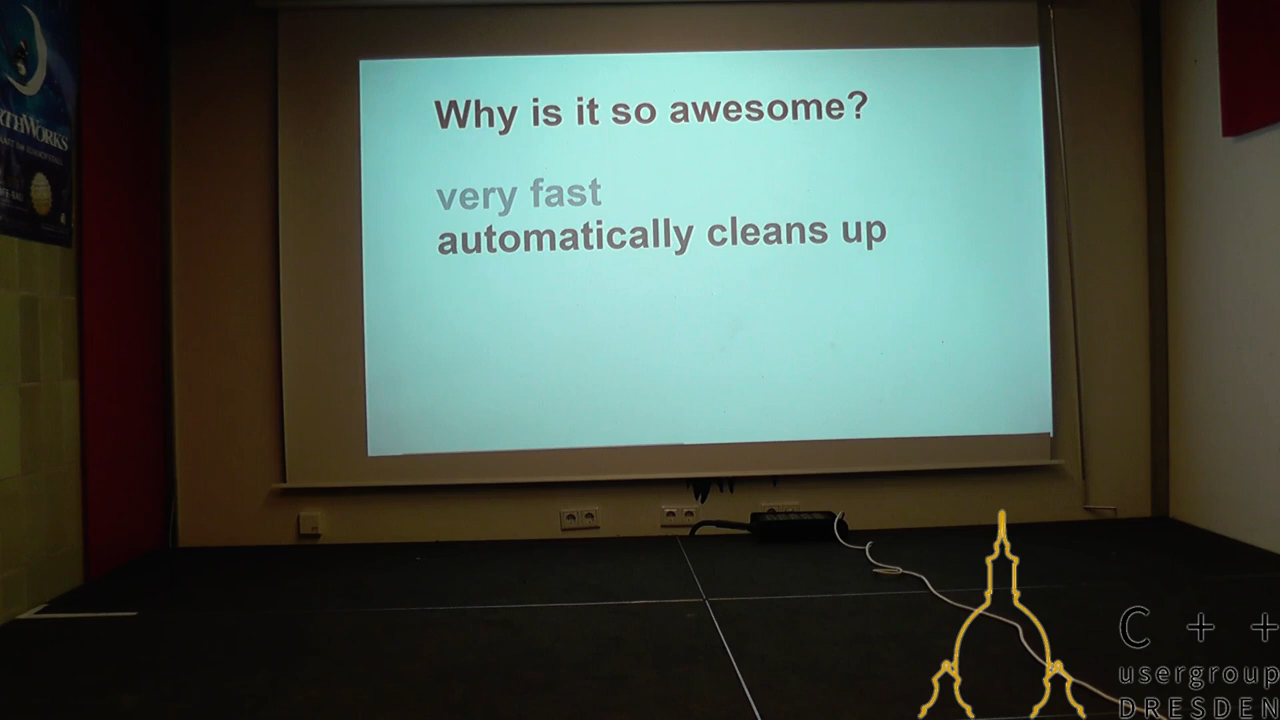 Why is it so awesome?
very fast
automatically cleans up
C++
usergroup
DRESDEN